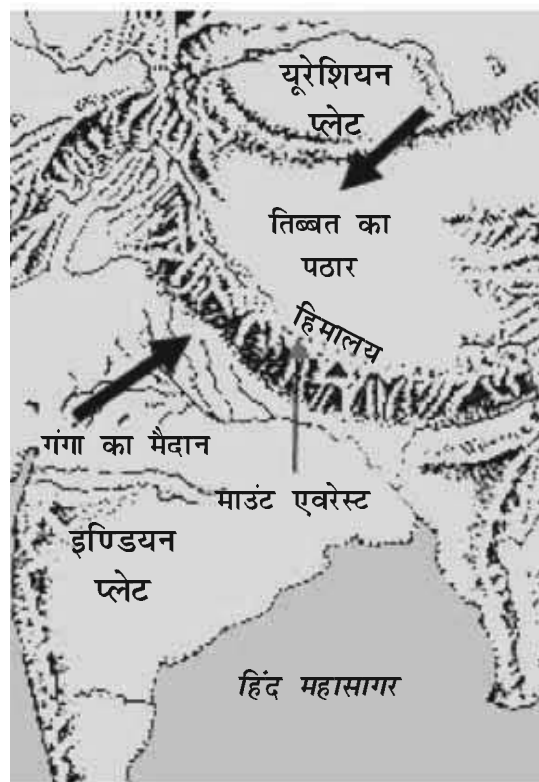 यूरेशियन
प्लेट
तिब्बत का
पठार
हिमालय
गंगा का मैदान
माउंट एवरेस्ट
इण्डियन
प्लेट
हिंद महासागर